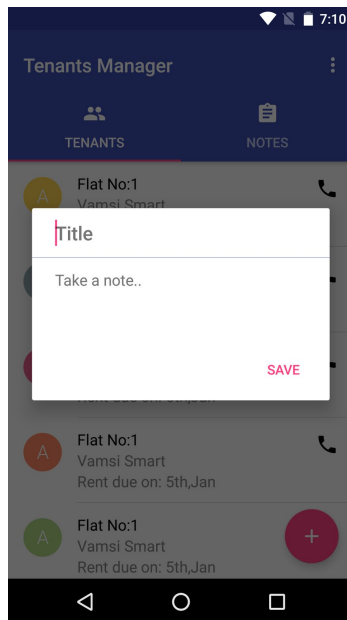 7:10
Tenants Manager
TENANTS NOTES
A Flat No:1
Vamsi Smart
Title
Take a note..
SAVE
Rent due on: 5th,Jan
A Flat No:1
Vamsi Smart
Rent due on: 5th,Jan
A Flat No:1
Vamsi Smart
Rent due on: 5th,Jan